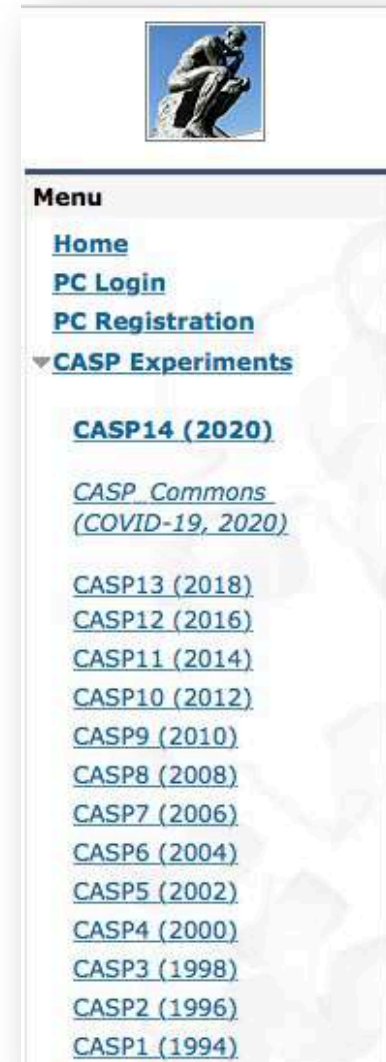 Menu
Home
PC Login
PC Registration
CASP Experiments
CASP14 (2020)
CASP_Commons
(COVID-19, 2020)
CASP13 (2018)
CASP12 (2016)
CASP11 (2014)
CASP10 (2012)
CASP9 (2010)
CASP8 (2008)
CASP7 (2006)
CASP6 (2004)
CASP5 (2002)
CASP4 (2000)
CASP3 (1998)
CASP2 (1996)
CASP1 (1994)